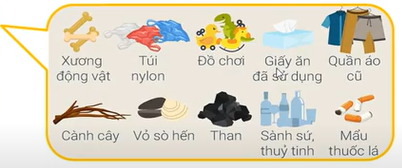 Xương Túi Đồ chơi Giấy ăn Quần áo
động vật nylon đã sử dụng cũ
Cành cây Vỏ sò hến Than Sành sứ, Mẩu
thuỷ tinh thuốc lá